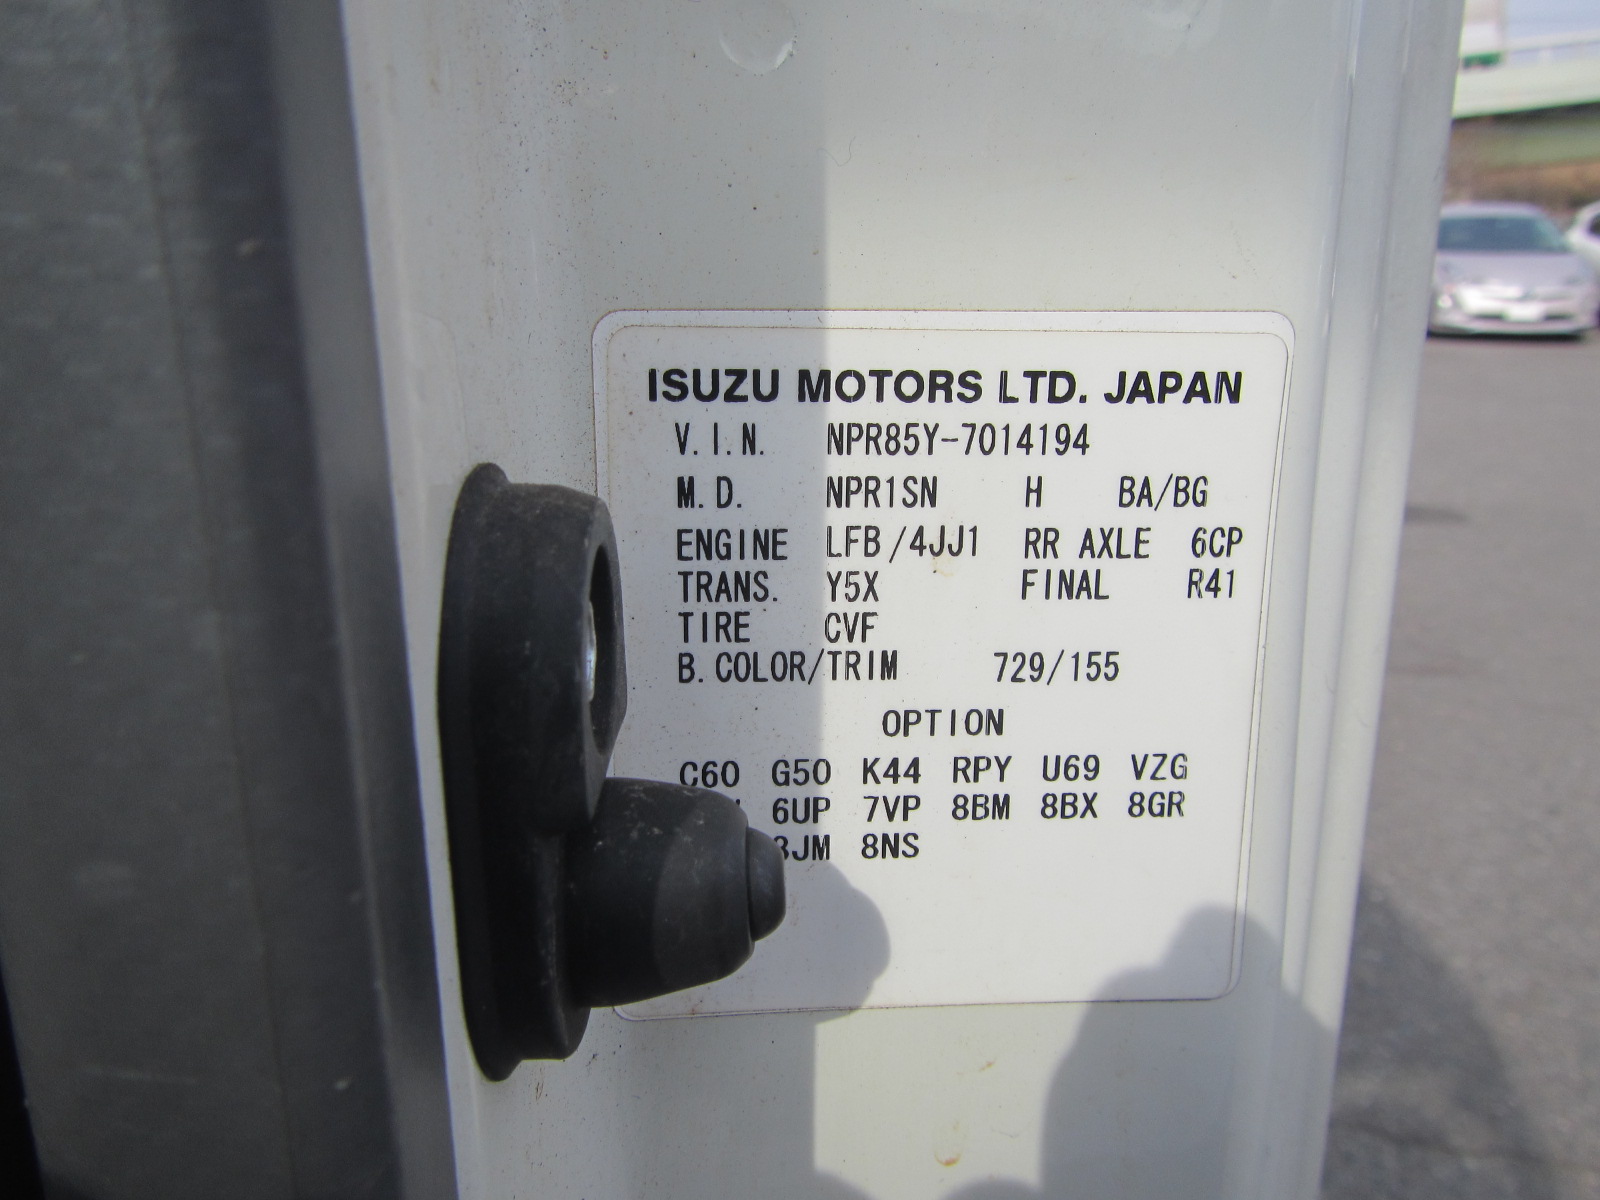 ISUZU MOTORS LTD. JAPAN
V.I.N. NPR85Y-7014194
M.D. NPR1SN H BA/BG
ENGINE LFB/4JJ1 RR AXLE 6CP
TRANS. Y5X FINAL R41
TIRE CVF
B.COLOR/TRIM 729/155
OPTION
C60 G50 K44 RPY U69 VZG
6UP 7VP 8BM 8BX 8GR
8NS